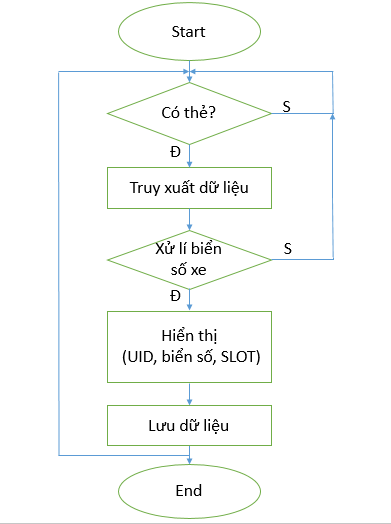 Start
Có thẻ?
S
Đ
Truy xuất dữ liệu
Xử lí biển
số xe
S
Đ
Hiển thị
(UID, biển số, SLOT)
Lưu dữ liệu
End